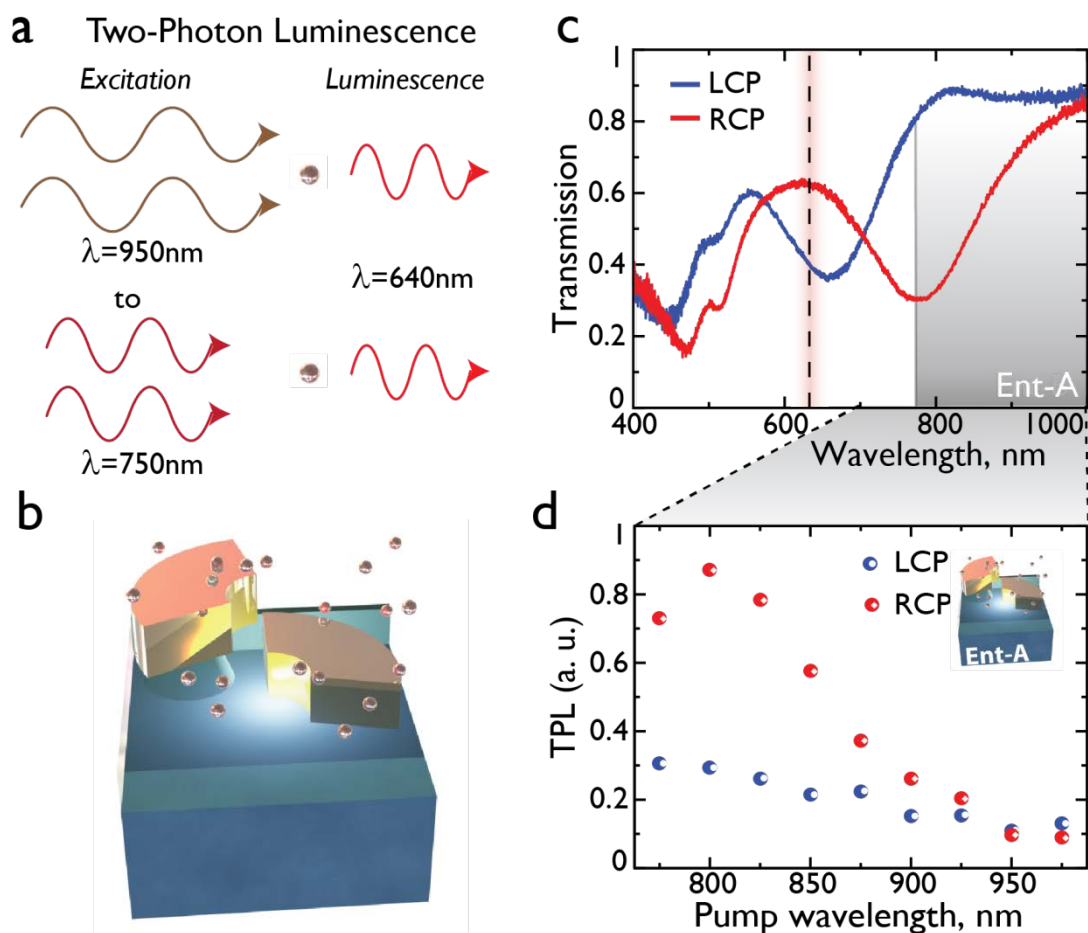 a
Two-Photon Luminescence
Excitation
Luminescence
λ=950nm
to
λ=640nm
λ=750nm
b
c
1
0.8
0.6
0.4
0.2
0
Transmission
LCP
RCP
Ent-A
400
600
800
1000
Wavelength, nm
d
1
0.8
0.6
0.4
0.2
0
TPL (a. u.)
LCP
RCP
Ent-A
800
850
900
950
Pump wavelength, nm